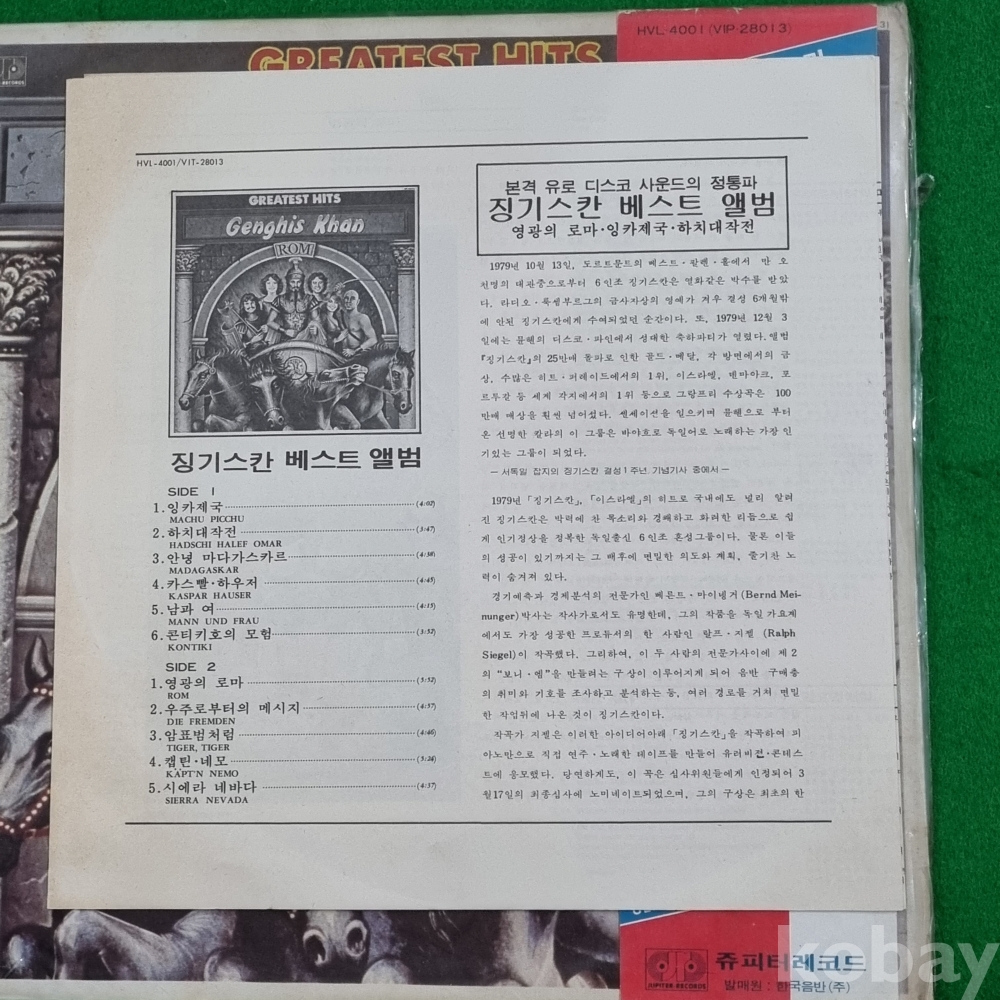 HVL-4001(VIP-28013)
GREATEST HITS
RECORDS
HVL-4001/VIT-28013
GREATEST HITS
Genghis Khan
ROM
징기스칸 베스트 앨범
SIDE 1
1.잉카제국 (4:02)
MACHU PICCHU
2.하치대작전 (3:47)
HADSCHI HALEF OMAR
3.안녕 마다가스카르 (4:38)
MADAGASKAR
4.카스빨·하우저 (4:45)
KASPAR HAUSER
5.남과 여 (4:15)
MANN UND FRAU
6.콘티키호의 모험 (3:52)
KONTIKI
SIDE 2
1.영광의 로마 (3:52)
ROM
2.우주로부터의 메시지 (4:57)
DIE FREMDEN
3.암표범처럼 (4:46)
TIGER, TIGER
4.캡틴·네모 (3:24)
KÄPT'N NEMO
5.시에라 네바다 (4:37)
SIERRA NEVADA
본격 유로 디스코 사운드의 정통파
징기스칸 베스트 앨범
영광의 로마·잉카제국·하치대작전
1979년 10월 13일, 도르트문트의 베스트·팔렌·홀에서 만 오
천명의 대관중으로부터 6인조 징기스칸은 영화같은 박수를 받았
다. 라디오·룩셈부르그의 금사자상의 영예가 겨우 결성 6개월밖
에 안된 징기스칸에게 수여되었던 순간이다. 또, 1979년 12월 3
일에는 뮌헨의 디스코·파인에서 성대한 축하파티가 열렸다. 앨범
『징기스칸』의 25만매 돌파로 인한 골드·메달, 각 방면에서의 금
상, 수많은 히트·퍼레이드에서의 1위, 이스라엘, 덴마아크, 포
르투갈 등 세계 각지에서의 1위 등으로 그랑프리 수상곡은 100
만매 매상을 훨씬 넘어섰다. 센세이션을 일으키며 뮌헨으로 부터
온 선명한 칼라의 이 그룹은 바야흐로 독일어로 노래하는 가장 인
기있는 그룹이 되었다.
— 서독일 잡지의 징기스칸 결성 1주년 기념기사 중에서 —
1979년 「징기스칸」, 「이스라엘」의 히트로 국내에도 널리 알려
진 징기스칸은 박력에 찬 목소리와 경쾌하고 화려한 리듬으로 쉽
게 인기정상을 정복한 독일출신 6인조 혼성그룹이다. 물론 이들
의 성공이 있기까지는 그 배후에 면밀한 의도와 계획, 줄기찬 노
력이 숨겨져 있다.
경기예측과 경제분석의 전문가인 베른트·마이넹거(Bernd Mei-
nunger)박사는 작사가로서도 유명한데, 그의 작품을 독일 가요계
에서도 가장 성공한 프로듀서의 한 사람인 랄프·지겔 (Ralph
Siegel)이 작곡했다. 그리하여, 이 두 사람의 전문가사이에 제2
의 "보니·엠"을 만들려는 구상이 이루어지게 되어 음반 구매층
의 취미와 기호를 조사하고 분석하는 등, 여러 경로를 거쳐 면밀
한 작업뒤에 나온 것이 징기스칸이다.
작곡가 지겔은 이러한 아이디어아래 「징기스칸」을 작곡하여 피
아노만으로 직접 연주·노래한 테이프를 만들어 유러비젼·콘테스
트에 응모했다. 당연하게도, 이 곡은 심사위원들에게 인정되어 3
월17일의 최종심사에 노미네이트되었으며, 그의 구상은 최초의 한
JUPITER RECORDS
쥬피터레코드
발매원 : 한국음반(주)
kobay